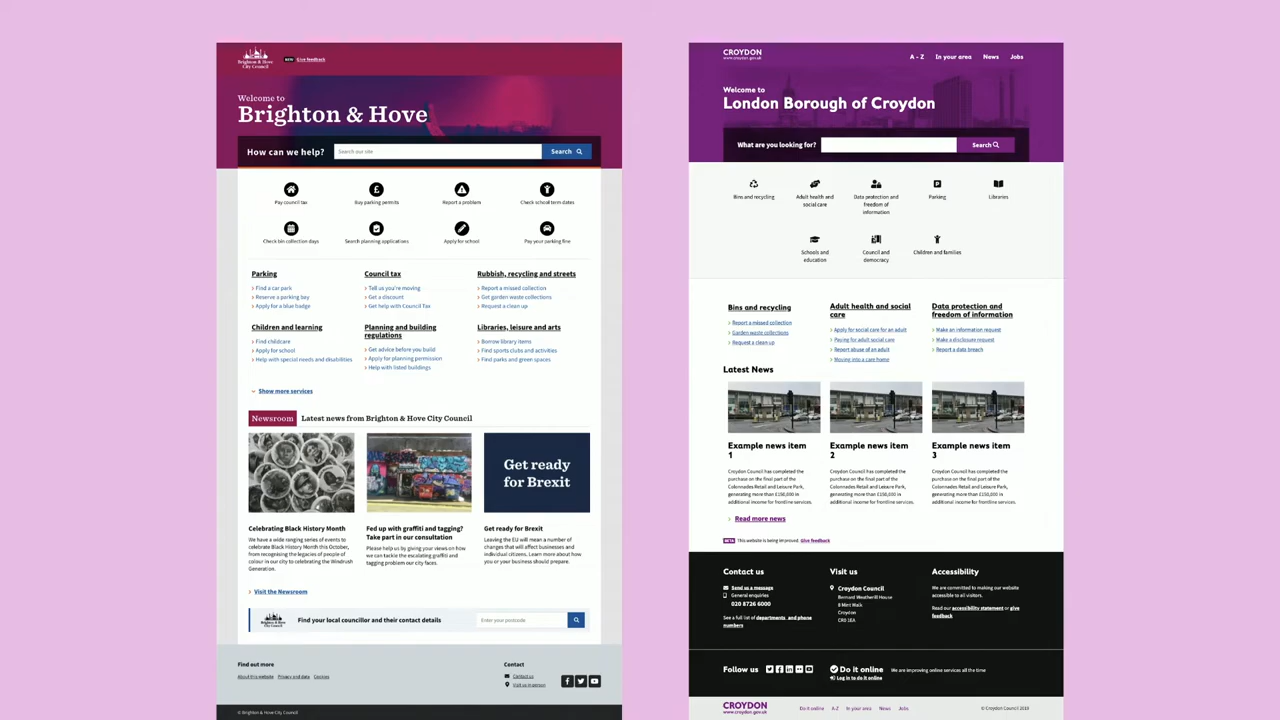 Brighton & Hove
City Council
NEW Give feedback
Welcome to
Brighton & Hove
How can we help?
Search our site
Search
Pay council tax
Buy parking permits
Report a problem
Check school term dates
Check bin collection days
Search planning applications
Apply for school
Pay your parking fine
Parking
Find a car park
Reserve a parking bay
Apply for a blue badge
Council tax
Tell us you're moving
Get a discount
Get help with Council Tax
Rubbish, recycling and streets
Report a missed collection
Get garden waste collections
Request a clean up
Children and learning
Find childcare
Apply for school
Help with special needs and disabilities
Planning and building
regulations
Get advice before you build
Apply for planning permission
Help with listed buildings
Libraries, leisure and arts
Borrow library items
Find sports clubs and activities
Find parks and green spaces
Show more services
Newsroom
Latest news from Brighton & Hove City Council
Get ready
for Brexit
Celebrating Black History Month
We have a wide ranging series of events to
celebrate Black History Month this October,
from recognising the legacies of people of
colour in our city to celebrating the Windrush
Generation.
Fed up with graffiti and tagging?
Take part in our consultation
Please help us by giving your views on how
we can tackle the escalating graffiti and
tagging problem our city faces.
Get ready for Brexit
Leaving the EU will mean a number of
changes that will affect businesses and
individual citizens. Learn more about how
you or your business should prepare.
Visit the Newsroom
Brighton & Hove
City Council
Find your local councillor and their contact details
Enter your postcode
Find out more
About this website
Privacy and data
Cookies
Contact
Contact us
Visit us in person
© Brighton & Hove City Council
CROYDON
www.croydon.gov.uk
A - Z
In your area
News
Jobs
Welcome to
London Borough of Croydon
What are you looking for?
Search
Bins and recycling
Adult health and
social care
Data protection and
freedom of
information
Parking
Libraries
Schools and
education
Council and
democracy
Children and families
Bins and recycling
Report a missed collection
Garden waste collections
Request a clean up
Adult health and social
care
Apply for social care for an adult
Paying for adult social care
Report abuse of an adult
Moving into a care home
Data protection and
freedom of information
Make an information request
Make a disclosure request
Report a data breach
Latest News
Example news item
1
Croydon Council has completed the
purchase on the final part of the
Colonnades Retail and Leisure Park,
generating more than £150,000 in
additional income for frontline services.
Example news item
2
Croydon Council has completed the
purchase on the final part of the
Colonnades Retail and Leisure Park,
generating more than £150,000 in
additional income for frontline services.
Example news item
3
Croydon Council has completed the
purchase on the final part of the
Colonnades Retail and Leisure Park,
generating more than £150,000 in
additional income for frontline services.
Read more news
This website is being improved. Give feedback
Contact us
Send us a message
General enquiries
020 8726 6000
See a full list of departments and phone
numbers
Visit us
Croydon Council
Bernard Weatherill House
8 Mint Walk
Croydon
CR0 1EA
Accessibility
We are committed to making our website
accessible to all visitors.
Read our accessibility statement or give
feedback
Follow us
Do it online
Log in to do it online
We are improving online services all the time
CROYDON
www.croydon.gov.uk
Do it online
A-Z
In your area
News
Jobs
© Croydon Council 2019